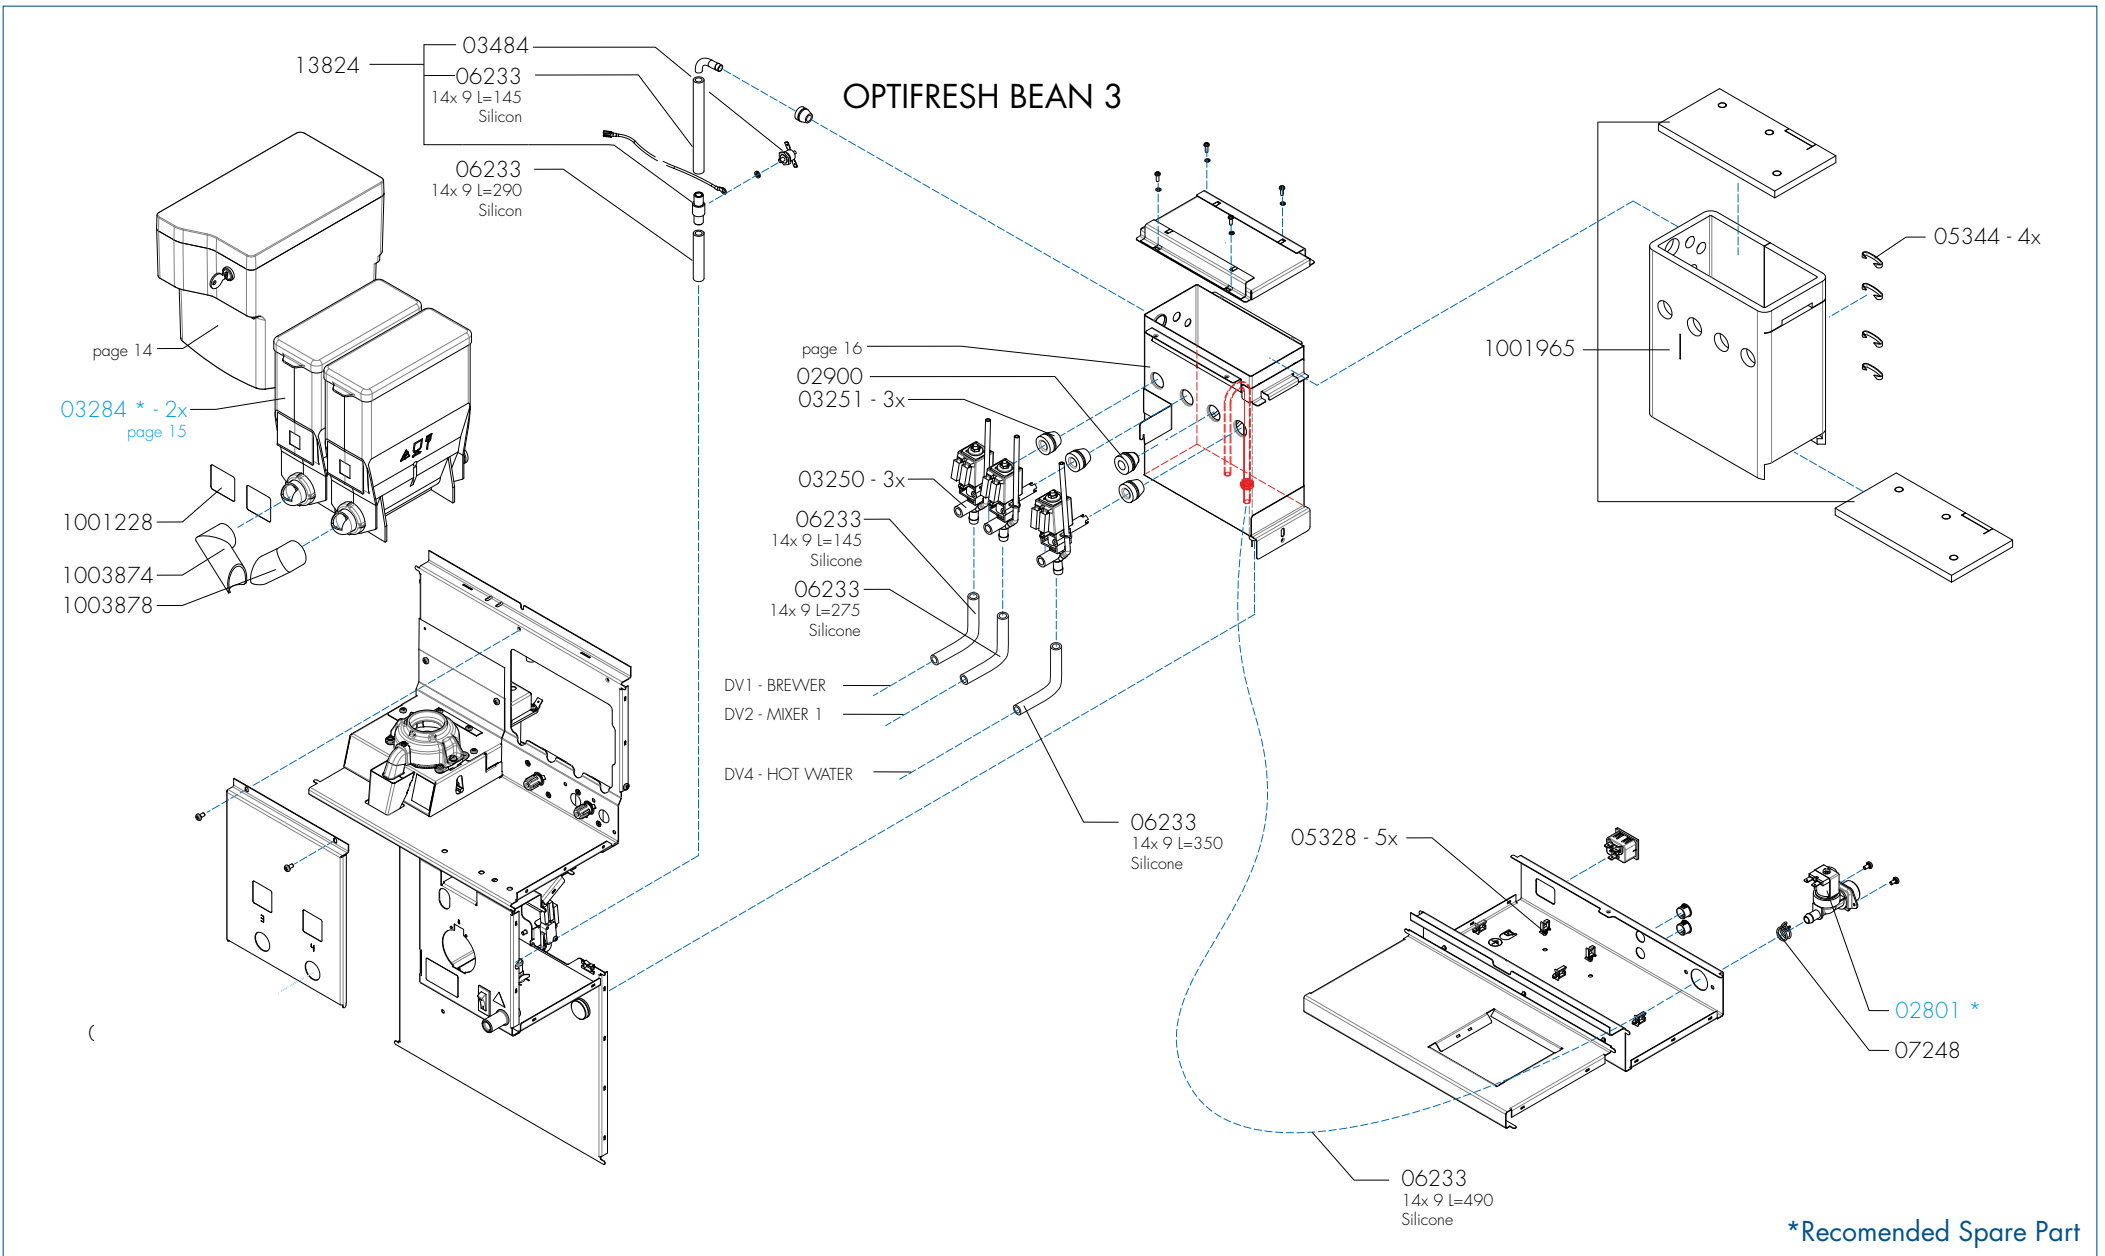 OPTIFRESH BEAN 3
13824
03484
06233
14x 9 L=145
Silicon
06233
14x 9 L=290
Silicon
page 14
03284 * - 2x
page 15
1001228
1003874
1003878
page 16
02900
03251 - 3x
03250 - 3x
06233
14x 9 L=145
Silicone
06233
14x 9 L=275
Silicone
DV1 - BREWER
DV2 - MIXER 1
DV4 - HOT WATER
06233
14x 9 L=350
Silicone
05344 - 4x
1001965
05328 - 5x
02801 *
07248
06233
14x 9 L=490
Silicone
3
4
(
*Recomended Spare Part